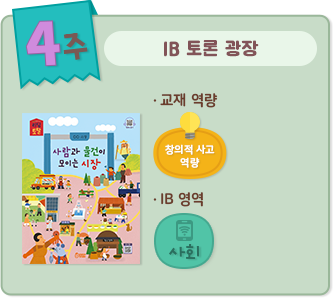 4주
IB 토론 광장
· 교재 역량
창의적 사고
역량
사람과 물건이
모이는 시장
· IB 영역
사회